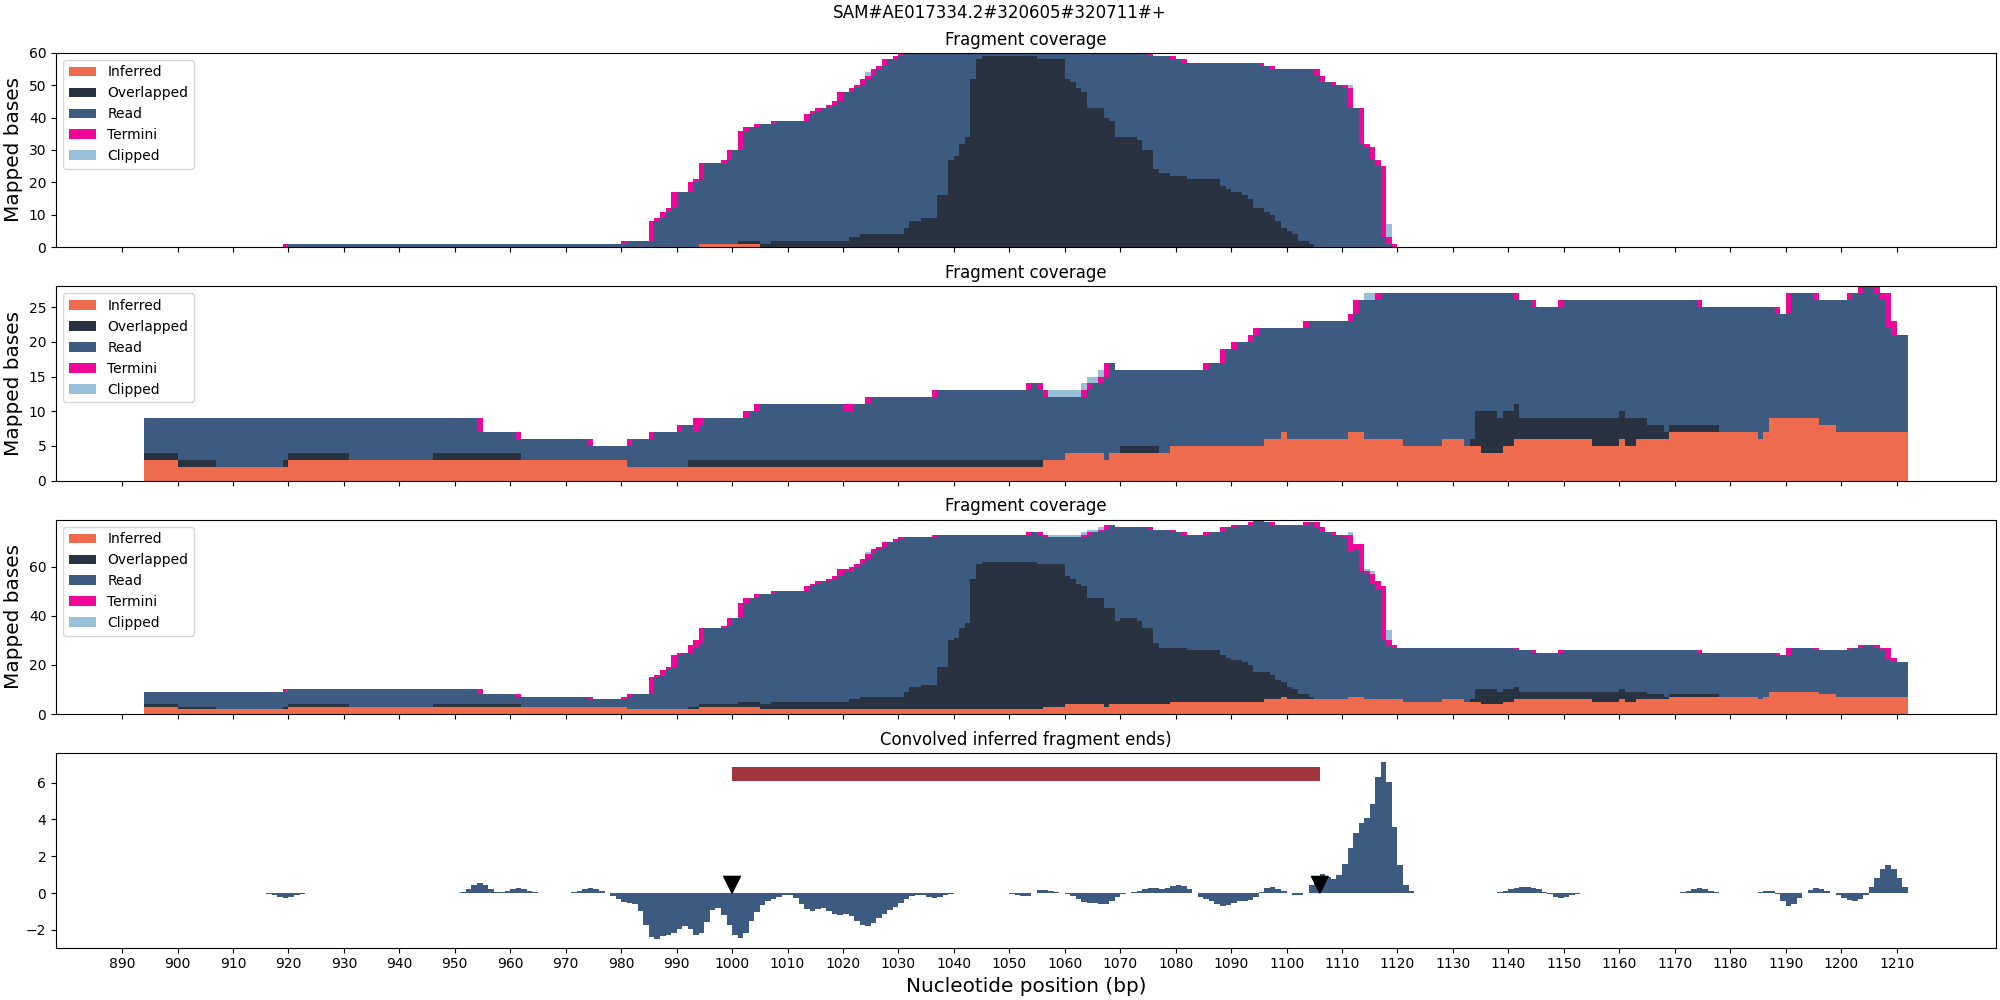 SAM#AE017334.2#320605#320711#+
Fragment coverage
Mapped bases
60
50
40
30
20
10
0
Inferred
Overlapped
Read
Termini
Clipped
Fragment coverage
Mapped bases
25
20
15
10
5
0
Inferred
Overlapped
Read
Termini
Clipped
Fragment coverage
Mapped bases
60
40
20
0
Inferred
Overlapped
Read
Termini
Clipped
Convolved inferred fragment ends)
6
4
2
0
−2
890 900 910 920 930 940 950 960 970 980 990 1000 1010 1020 1030 1040 1050 1060 1070 1080 1090 1100 1110 1120 1130 1140 1150 1160 1170 1180 1190 1200 1210
Nucleotide position (bp)